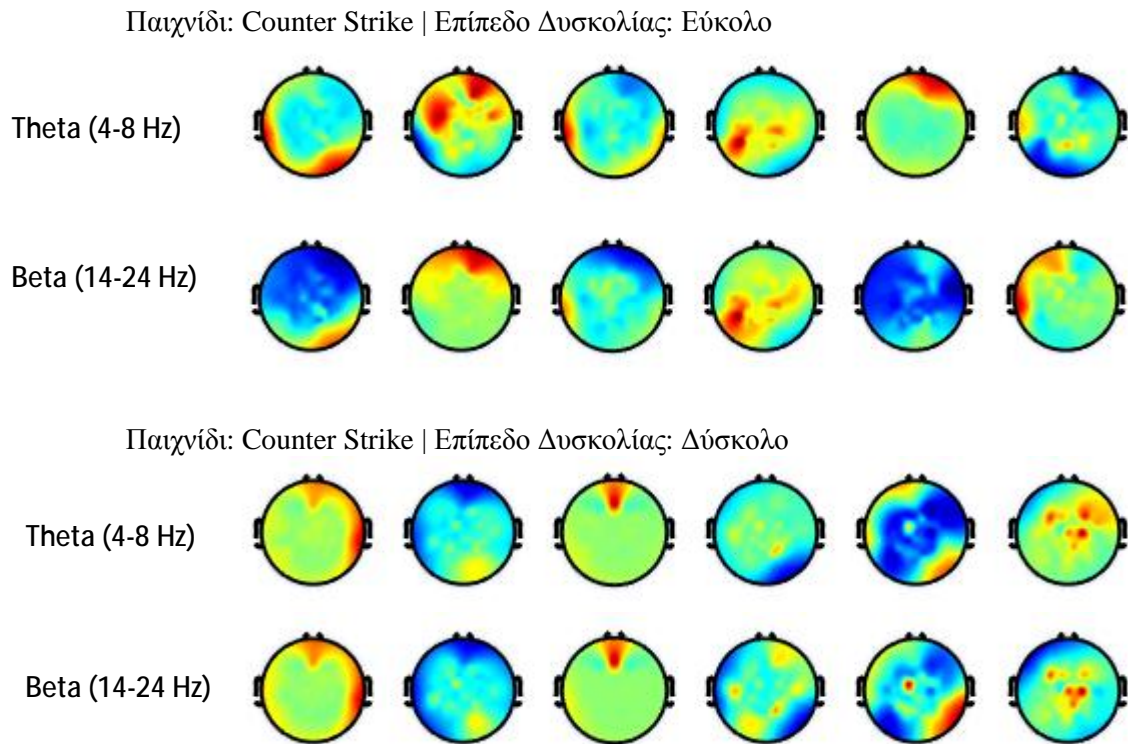 Παιχνίδι: Counter Strike | Επίπεδο Δυσκολίας: Εύκολο
Theta (4-8 Hz)
Beta (14-24 Hz)
Παιχνίδι: Counter Strike | Επίπεδο Δυσκολίας: Δύσκολο
Theta (4-8 Hz)
Beta (14-24 Hz)